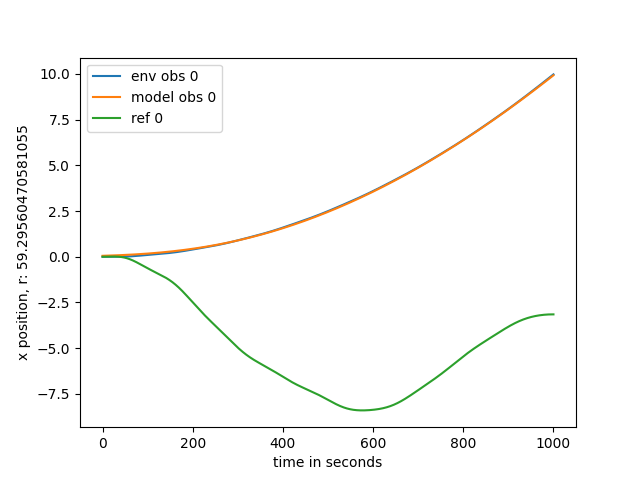 env obs 0
model obs 0
ref 0
10.0
7.5
5.0
2.5
0.0
−2.5
−5.0
−7.5
x position, r: 59.29560470581055
0 200 400 600 800 1000
time in seconds